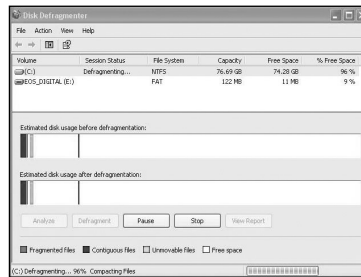 Disk Defragmenter
File Action View Help
Volume Session Status File System Capacity Free Space % Free Space
(C:) Defragmenting... NTFS 76.69 GB 74.28 GB 96 %
EOS_DIGITAL (E:) FAT 122 MB 11 MB 9 %
Estimated disk usage before defragmentation:
Estimated disk usage after defragmentation:
Analyze Defragment Pause Stop View Report
Fragmented files Contiguous files Unmovable files Free space
(C:) Defragmenting... 96% Compacting Files